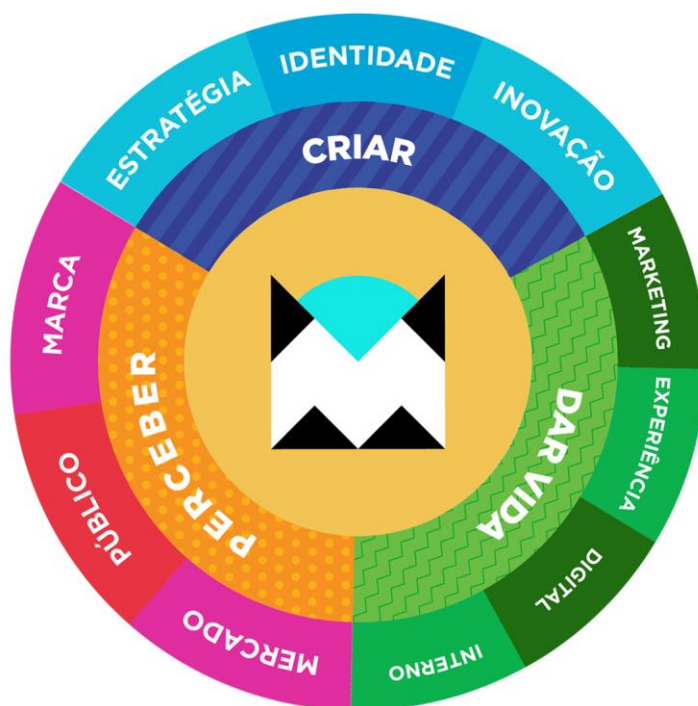 ESTRATÉGIA
IDENTIDADE
INOVAÇÃO
CRIAR
MARKETING
EXPERIÊNCIA
DIGITAL
INTERNO
DAR VIDA
MERCADO
PÚBLICO
MARCA
PERCEBER